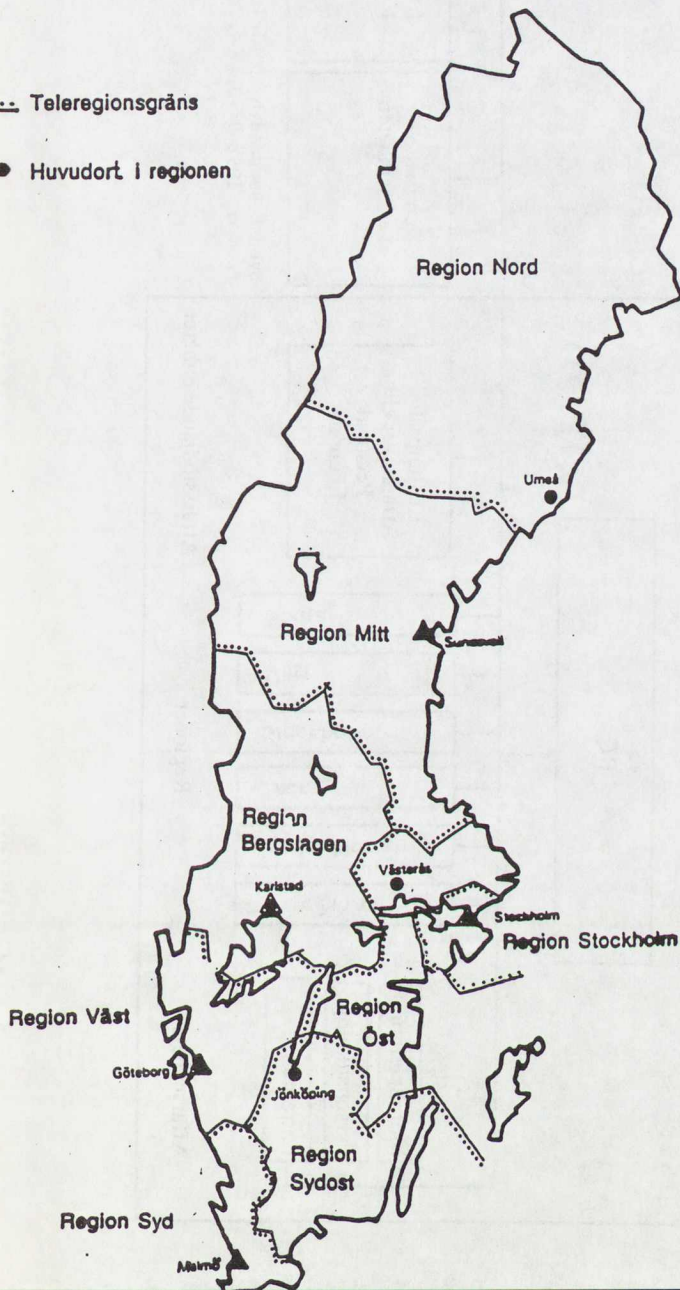 Teleregionsgräns
Huvudort i regionen
Region Nord
Umeå
Region Mitt
Region
Bergslagen
Västerås
Karlstad
Stockholm
Region Stockholm
Region Väst
Region
Öst
Göteborg
Jönköping
Region
Sydost
Region Syd
Malmö